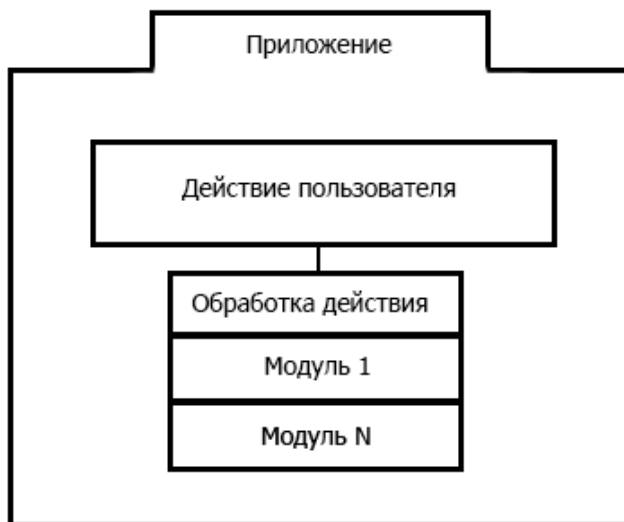 Приложение
Действие пользователя
Обработка действия
Модуль 1
Модуль N